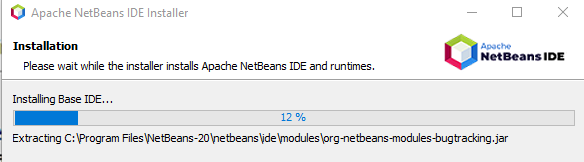 Apache NetBeans IDE Installer
Installation
Please wait while the installer installs Apache NetBeans IDE and runtimes.
Apache
NetBeans IDE
Installing Base IDE...
12 %
Extracting C:\Program Files\NetBeans-20\netbeans\ide\modules\org-netbeans-modules-bugtracking.jar